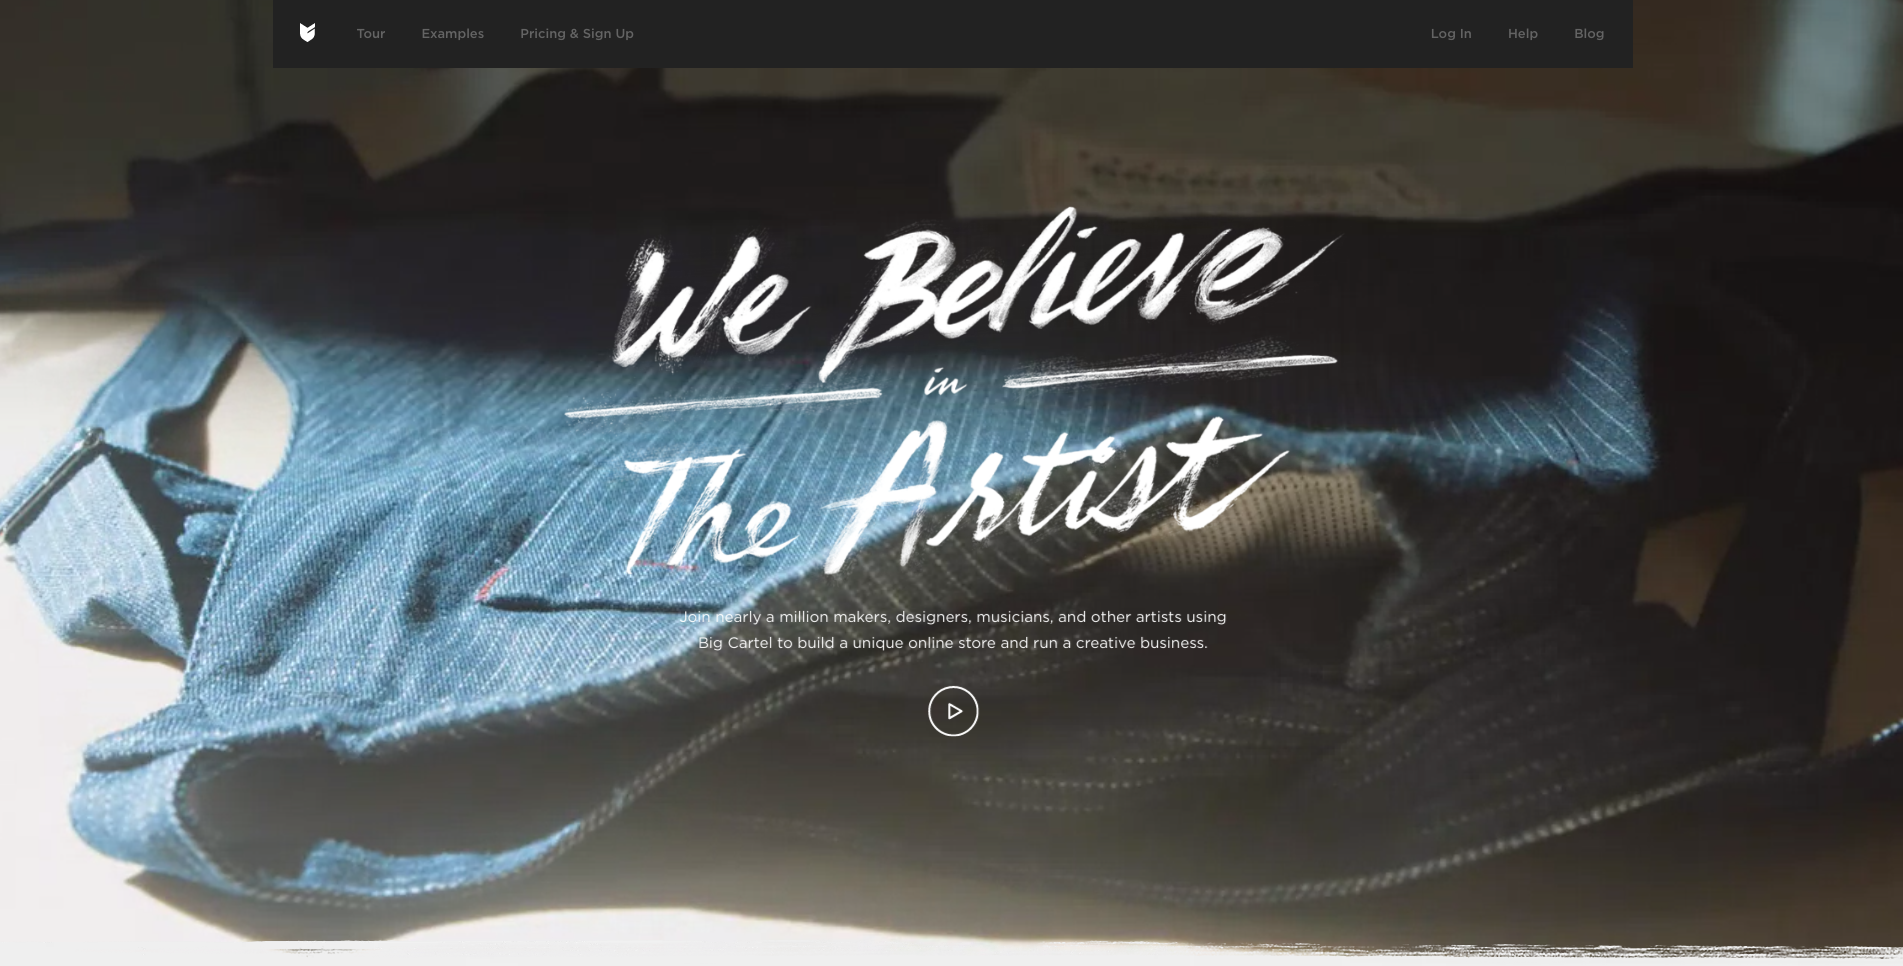 Tour Examples Pricing & Sign Up Log In Help Blog
We Believe
in
The Artist
Join nearly a million makers, designers, musicians, and other artists using
Big Cartel to build a unique online store and run a creative business.